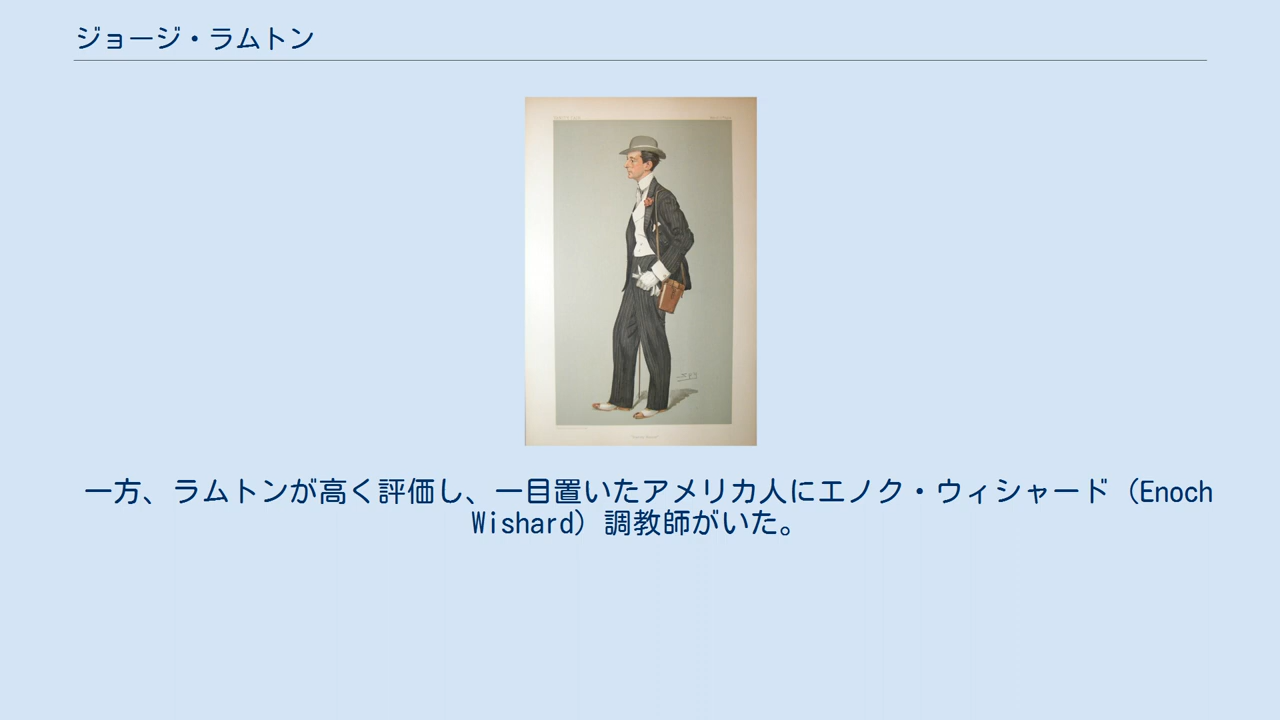 ジョージ・ラムトン
一方、ラムトンが高く評価し、一目置いたアメリカ人にエノク・ウィシャード（Enoch
Wishard）調教師がいた。